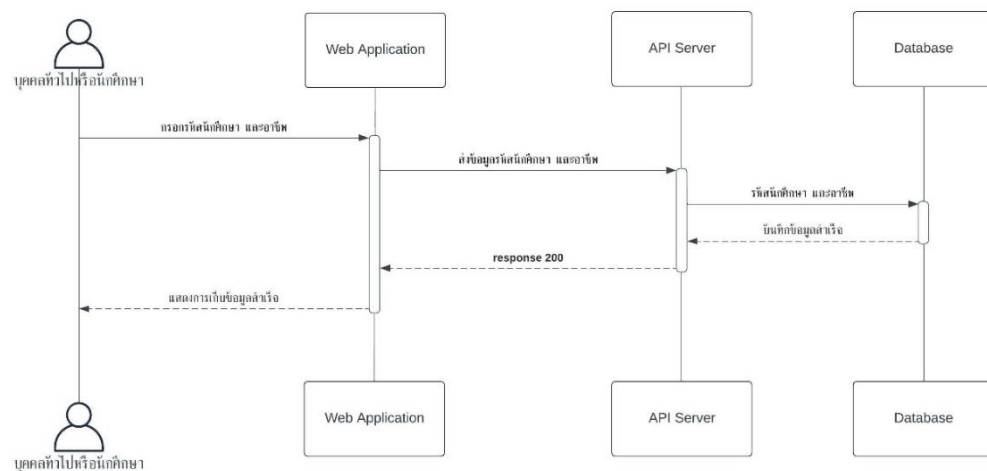 Web Application
API Server
Database
บุคคลทั่วไปหรือนักศึกษา
กรอกรหัสนักศึกษา และอาชีพ
ส่งข้อมูลรหัสนักศึกษา และอาชีพ
รหัสนักศึกษา และอาชีพ
บันทึกข้อมูลสำเร็จ
response 200
แสดงการเก็บข้อมูลสำเร็จ
Web Application
API Server
Database
บุคคลทั่วไปหรือนักศึกษา